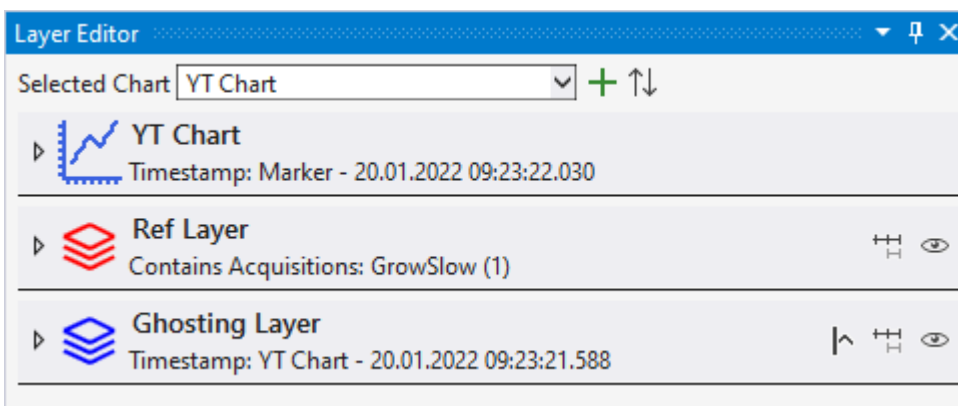 Layer Editor
Selected Chart YT Chart
YT Chart
Timestamp: Marker - 20.01.2022 09:23:22.030
Ref Layer
Contains Acquisitions: GrowSlow (1)
Ghosting Layer
Timestamp: YT Chart - 20.01.2022 09:23:21.588